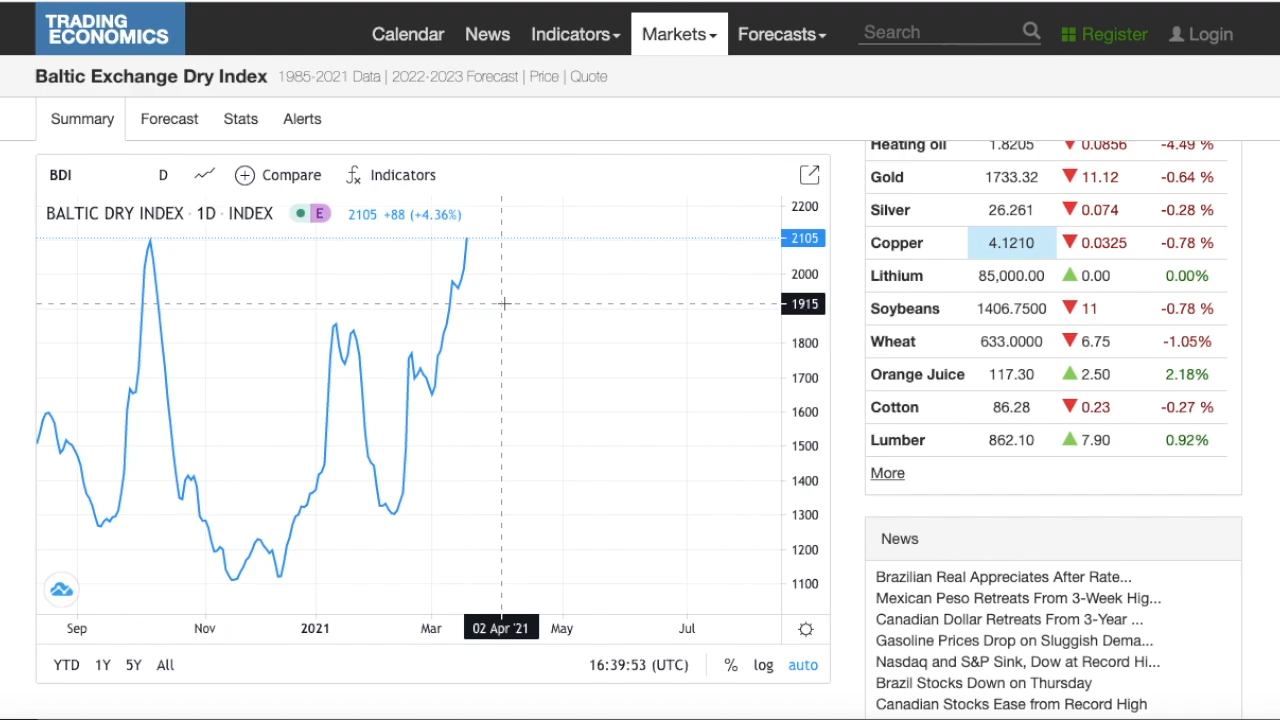 TRADING
ECONOMICS
Calendar News Indicators Markets Forecasts Search Register Login
Baltic Exchange Dry Index 1985-2021 Data | 2022-2023 Forecast | Price | Quote
Summary Forecast Stats Alerts
BDI D Compare fx Indicators
BALTIC DRY INDEX · 1D · INDEX E 2105 +88 (+4.36%)
2200
2105
2000
1915
1800
1700
1600
1500
1400
1300
1200
1100
Sep Nov 2021 Mar 02 Apr '21 May Jul
YTD 1Y 5Y All 16:39:53 (UTC) % log auto
Heating oil 1.8205 0.0856 -4.49 %
Gold 1733.32 11.12 -0.64 %
Silver 26.261 0.074 -0.28 %
Copper 4.1210 0.0325 -0.78 %
Lithium 85,000.00 0.00 0.00%
Soybeans 1406.7500 11 -0.78 %
Wheat 633.0000 6.75 -1.05%
Orange Juice 117.30 2.50 2.18%
Cotton 86.28 0.23 -0.27 %
Lumber 862.10 7.90 0.92%
More
News
Brazilian Real Appreciates After Rate...
Mexican Peso Retreats From 3-Week Hig...
Canadian Dollar Retreats From 3-Year ...
Gasoline Prices Drop on Sluggish Dema...
Nasdaq and S&P Sink, Dow at Record Hi...
Brazil Stocks Down on Thursday
Canadian Stocks Ease from Record High